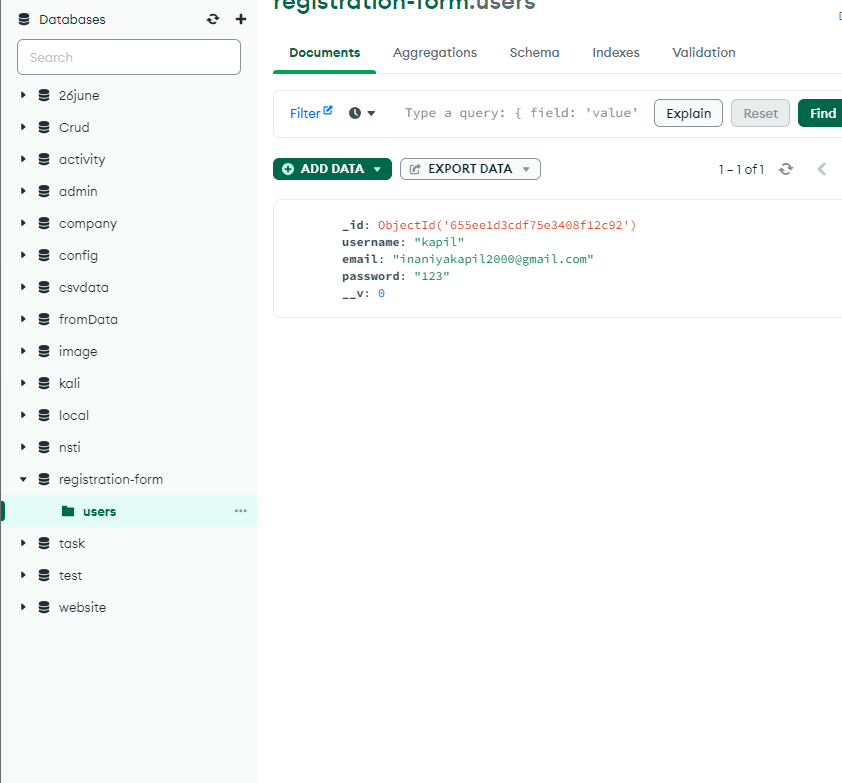 Databases
Search
26june
Crud
activity
admin
company
config
csvdata
fromData
image
kali
local
nsti
registration-form
users
task
test
website
registration-form.users
Documents Aggregations Schema Indexes Validation
Filter Type a query: { field: 'value' Explain Reset Find
ADD DATA EXPORT DATA 1 – 1 of 1
_id: ObjectId('655ee1d3cdf75e3408f12c92')
username: "kapil"
email: "inaniyakapil2000@gmail.com"
password: "123"
__v: 0